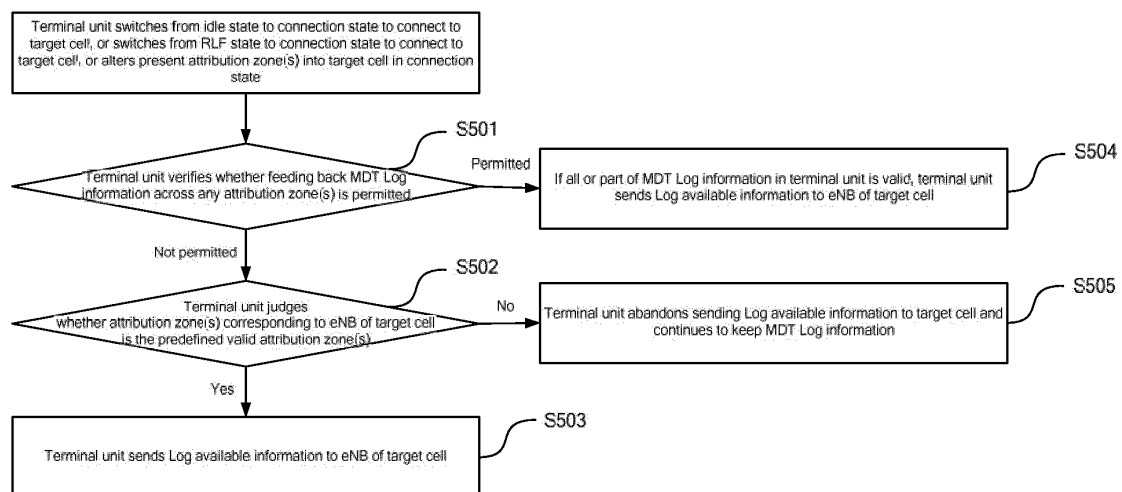 Terminal unit switches from idle state to connection state to connect to
target cell, or switches from RLF state to connection state to connect to
target cell, or alters present attribution zone(s) into target cell in connection
state
S501
Terminal unit verifies whether feeding back MDT Log
information across any attribution zone(s) is permitted
Permitted
S504
If all or part of MDT Log information in terminal unit is valid, terminal unit
sends Log available information to eNB of target cell
Not permitted
S502
Terminal unit judges
whether attribution zone(s) corresponding to eNB of target cell
is the predefined valid attribution zone(s)
No
S505
Terminal unit abandons sending Log available information to target cell and
continues to keep MDT Log information
Yes
S503
Terminal unit sends Log available information to eNB of target cell